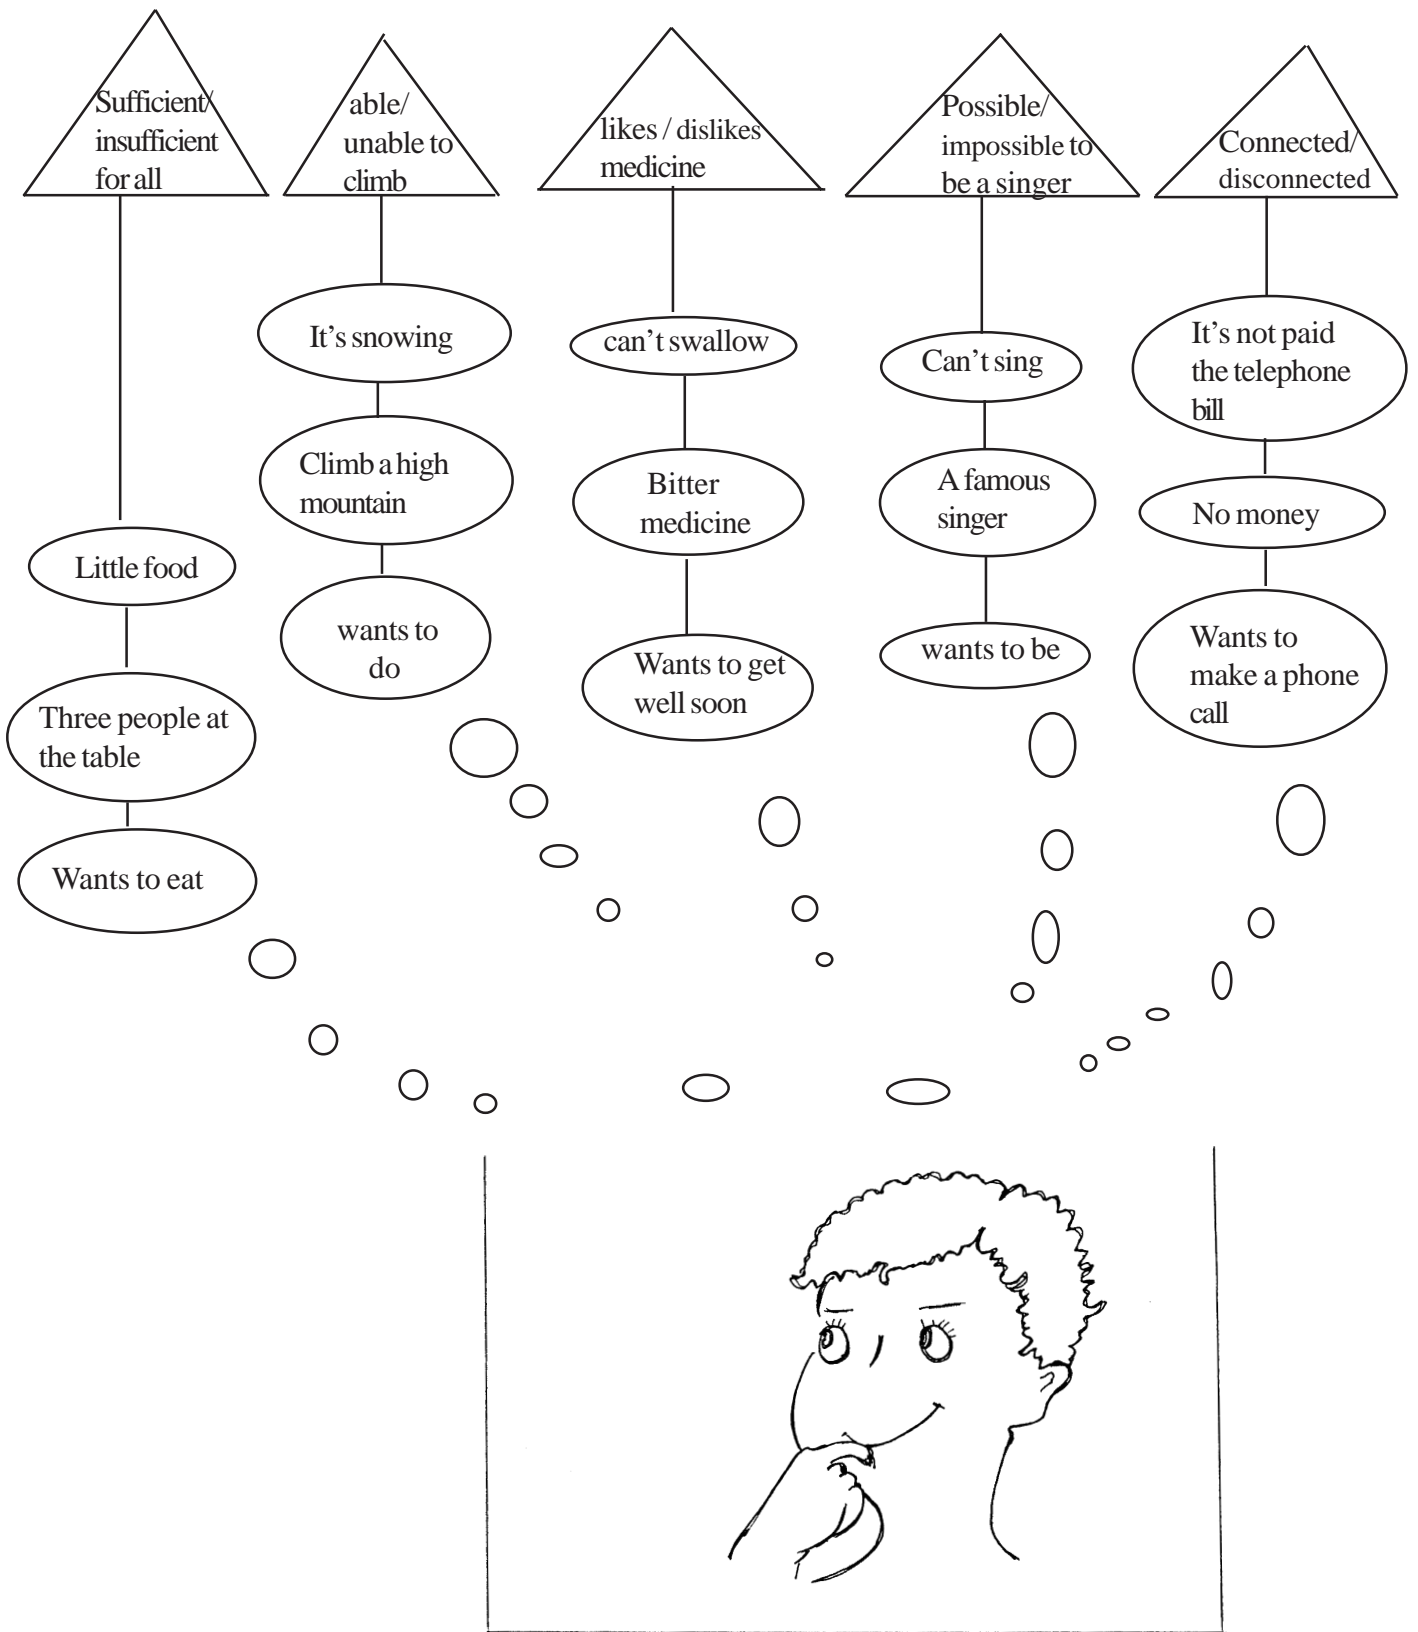 Sufficient/
insufficient
for all
able/
unable to
climb
likes / dislikes
medicine
Possible/
impossible to
be a singer
Connected/
disconnected
It's snowing
Climb a high
mountain
wants to
do
can't swallow
Bitter
medicine
Wants to get
well soon
Can't sing
A famous
singer
wants to be
It's not paid
the telephone
bill
No money
Wants to
make a phone
call
Little food
Three people at
the table
Wants to eat